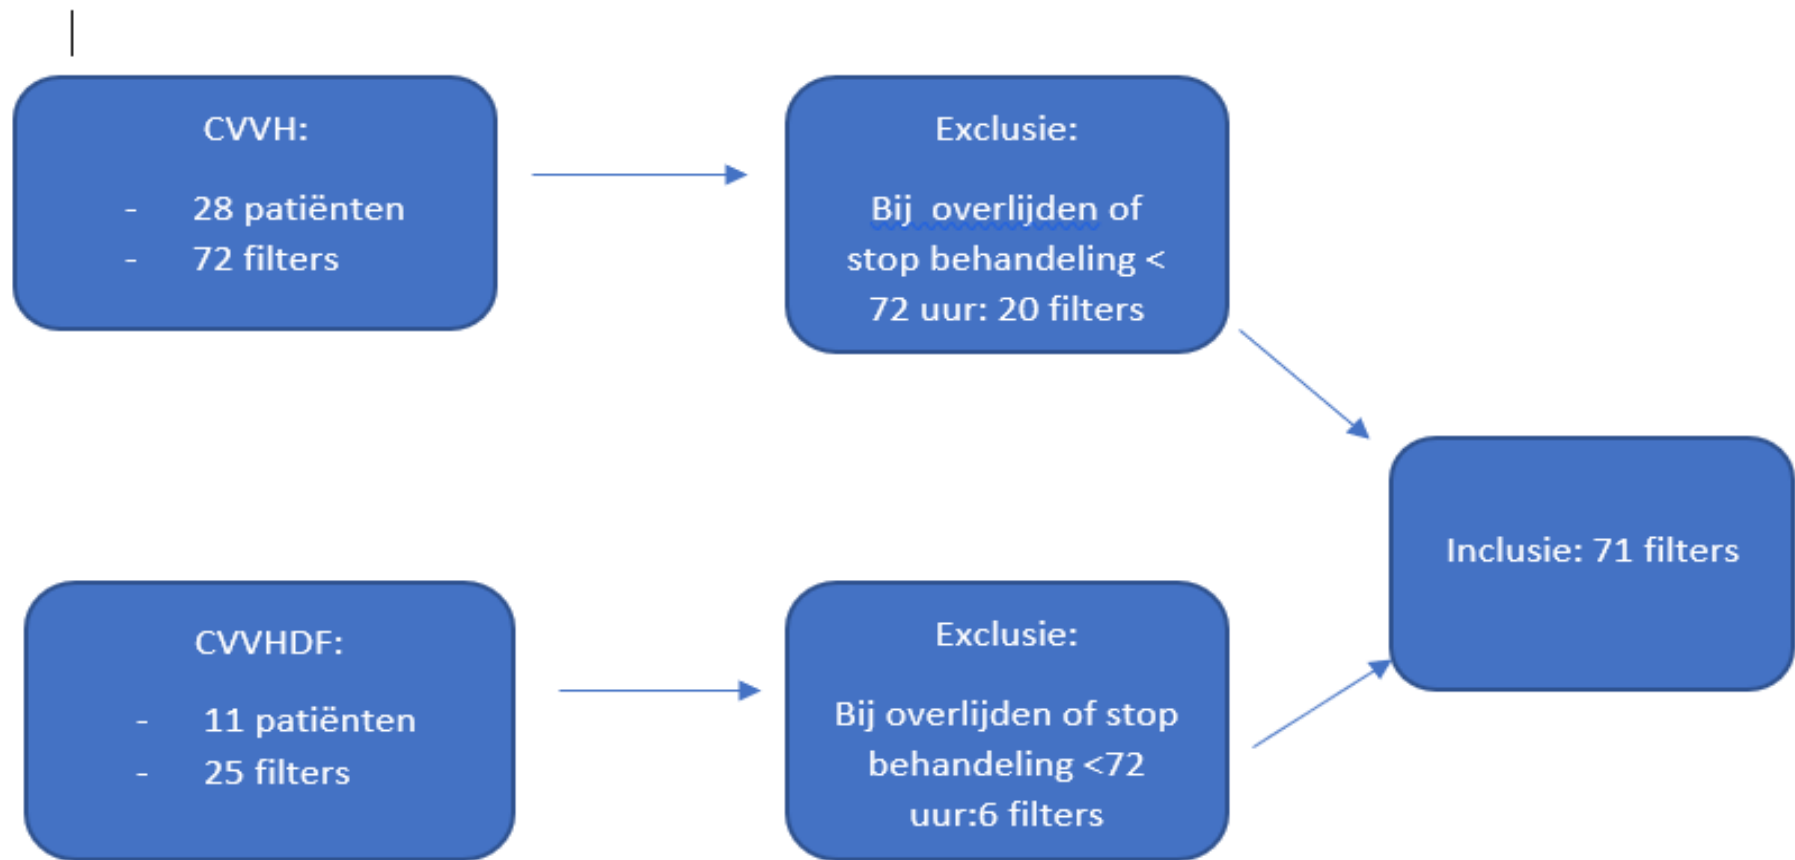 CVVH:
- 28 patiënten
- 72 filters
Exclusie:
Bij  overlijden of
stop behandeling <
72 uur: 20 filters
CVVHDF:
- 11 patiënten
- 25 filters
Exclusie:
Bij overlijden of stop
behandeling <72
uur:6 filters
Inclusie: 71 filters